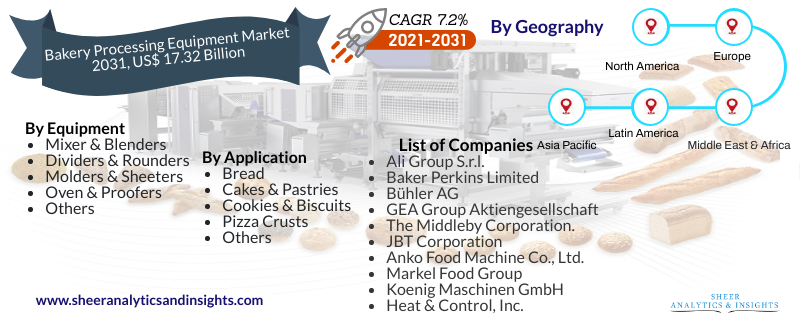 Bakery Processing Equipment Market
2031, US$ 17.32 Billion
CAGR 7.2%
2021-2031
By Geography
North America
Europe
Asia Pacific
Latin America
Middle East & Africa
By Equipment
• Mixer & Blenders
• Dividers & Rounders
• Molders & Sheeters
• Oven & Proofers
• Others
By Application
• Bread
• Cakes & Pastries
• Cookies & Biscuits
• Pizza Crusts
• Others
List of Companies
• Ali Group S.r.l.
• Baker Perkins Limited
• Bühler AG
• GEA Group Aktiengesellschaft
• The Middleby Corporation.
• JBT Corporation
• Anko Food Machine Co., Ltd.
• Markel Food Group
• Koenig Maschinen GmbH
• Heat & Control, Inc.
www.sheeranalyticsandinsights.com
SHEER
ANALYTICS & INSIGHTS